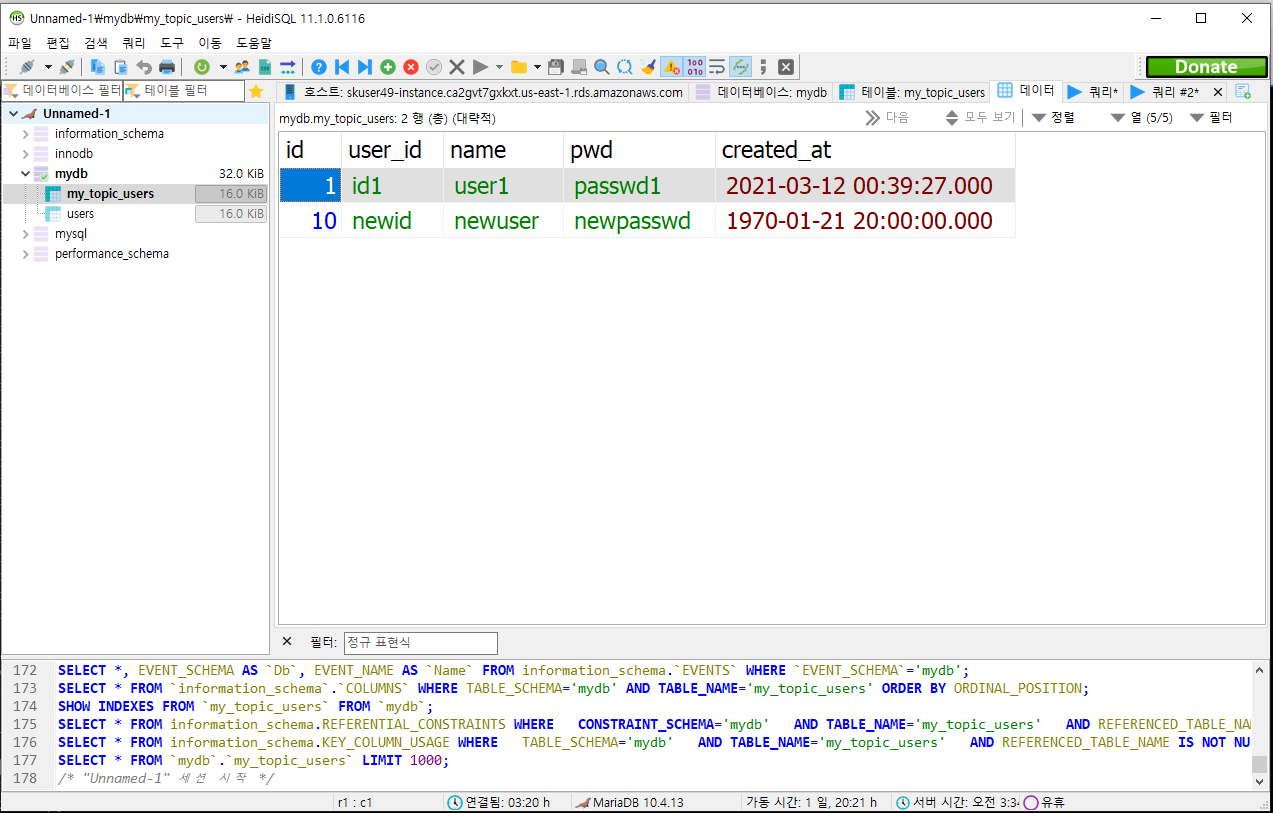 Unnamed-1₩mydb₩my_topic_users₩ - HeidiSQL 11.1.0.6116
파일 편집 검색 쿼리 도구 이동 도움말
Donate
데이터베이스 필터 테이블 필터
호스트: skuser49-instance.ca2gvt7gxkxt.us-east-1.rds.amazonaws.com 데이터베이스: mydb 테이블: my_topic_users 데이터 쿼리* 쿼리 #2*
Unnamed-1
information_schema
innodb
mydb 32.0 KiB
my_topic_users 16.0 KiB
users 16.0 KiB
mysql
performance_schema
mydb.my_topic_users: 2 행 (총) (대략적) 다음 모두 보기 정렬 열 (5/5) 필터
id user_id name pwd created_at
1 id1 user1 passwd1 2021-03-12 00:39:27.000
10 newid newuser newpasswd 1970-01-21 20:00:00.000
필터: 정규 표현식
172 SELECT *, EVENT_SCHEMA AS `Db`, EVENT_NAME AS `Name` FROM information_schema.`EVENTS` WHERE `EVENT_SCHEMA`='mydb';
173 SELECT * FROM `information_schema`.`COLUMNS` WHERE TABLE_SCHEMA='mydb' AND TABLE_NAME='my_topic_users' ORDER BY ORDINAL_POSITION;
174 SHOW INDEXES FROM `my_topic_users` FROM `mydb`;
175 SELECT * FROM information_schema.REFERENTIAL_CONSTRAINTS WHERE CONSTRAINT_SCHEMA='mydb' AND TABLE_NAME='my_topic_users' AND REFERENCED_TABLE_NA
176 SELECT * FROM information_schema.KEY_COLUMN_USAGE WHERE TABLE_SCHEMA='mydb' AND TABLE_NAME='my_topic_users' AND REFERENCED_TABLE_NAME IS NOT NU
177 SELECT * FROM `mydb`.`my_topic_users` LIMIT 1000;
178 /* "Unnamed-1" 세션 시작 */
r1 : c1 연결됨: 03:20 h MariaDB 10.4.13 가동 시간: 1 일, 20:21 h 서버 시간: 오전 3:34 유휴